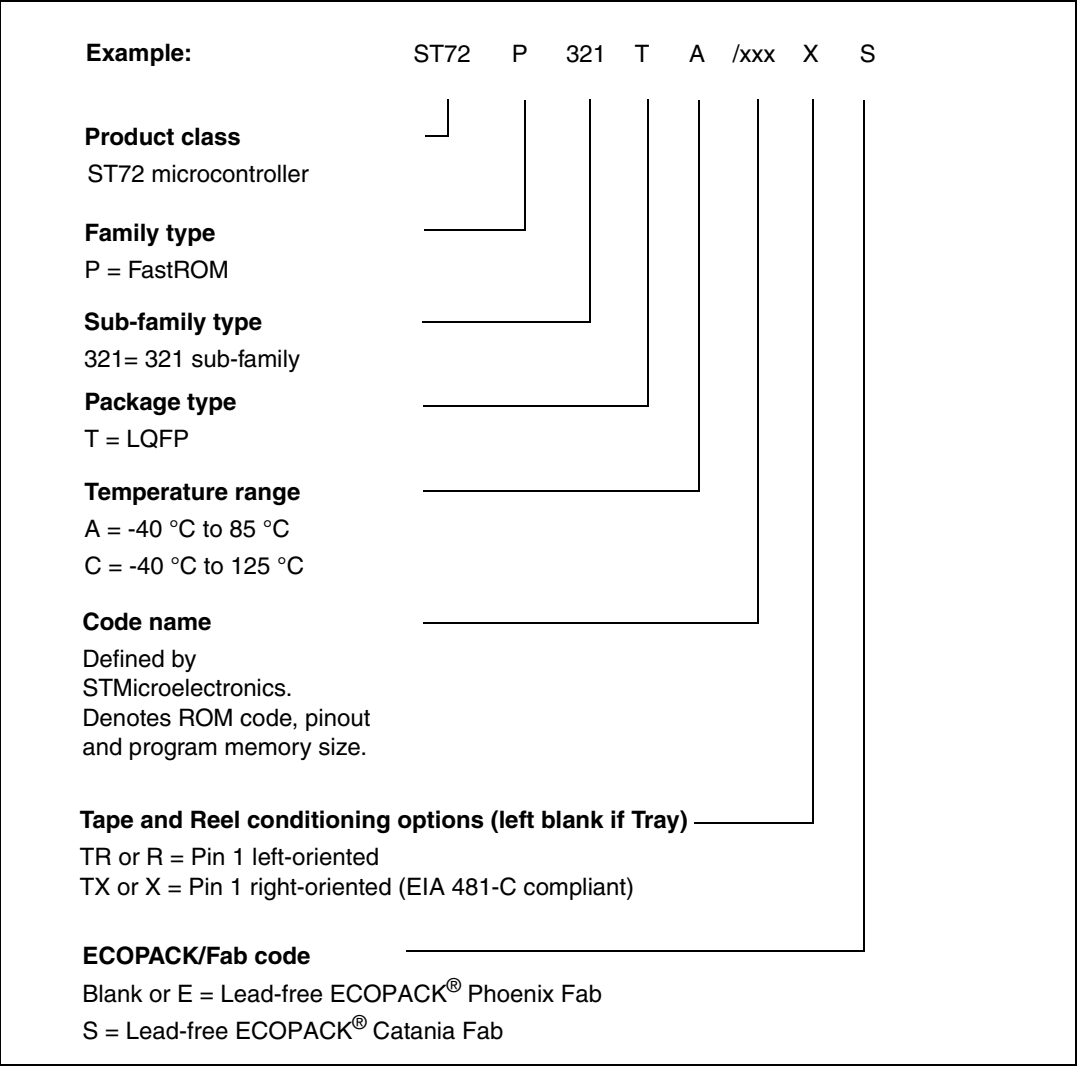 Example: ST72 P 321 T A /xxx X S
Product class
ST72 microcontroller
Family type
P = FastROM
Sub-family type
321= 321 sub-family
Package type
T = LQFP
Temperature range
A = -40 °C to 85 °C
C = -40 °C to 125 °C
Code name
Defined by
STMicroelectronics.
Denotes ROM code, pinout
and program memory size.
Tape and Reel conditioning options (left blank if Tray)
TR or R = Pin 1 left-oriented
TX or X = Pin 1 right-oriented (EIA 481-C compliant)
ECOPACK/Fab code
Blank or E = Lead-free ECOPACK® Phoenix Fab
S = Lead-free ECOPACK® Catania Fab